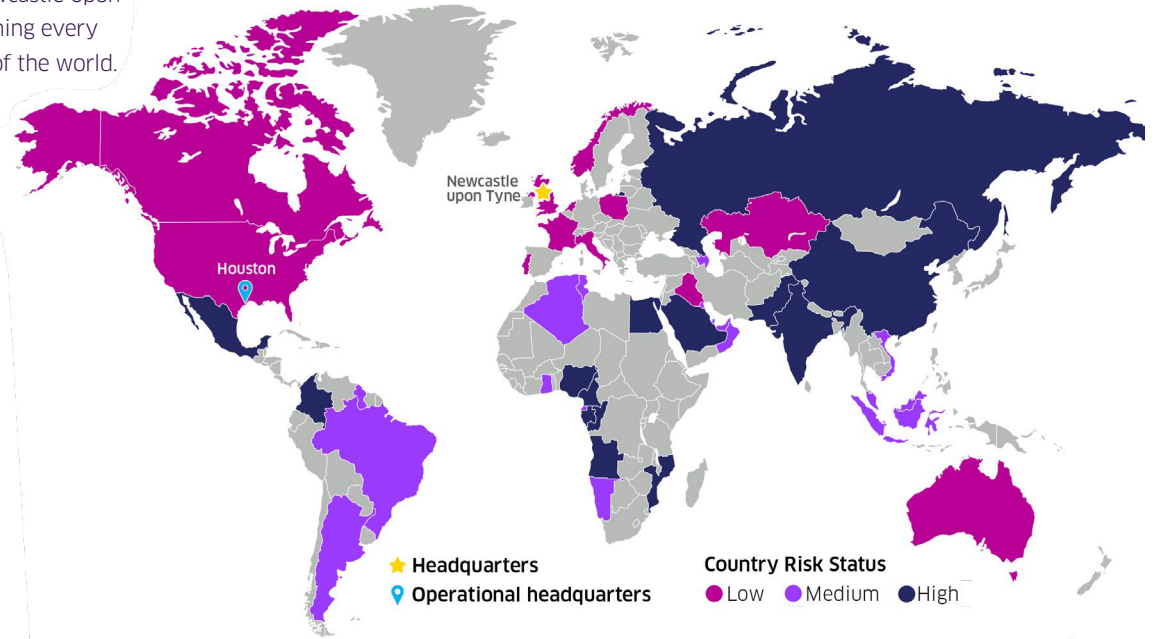 ning every
of the world.
Newcastle
upon Tyne
Houston
Headquarters
Operational headquarters
Country Risk Status
Low Medium High